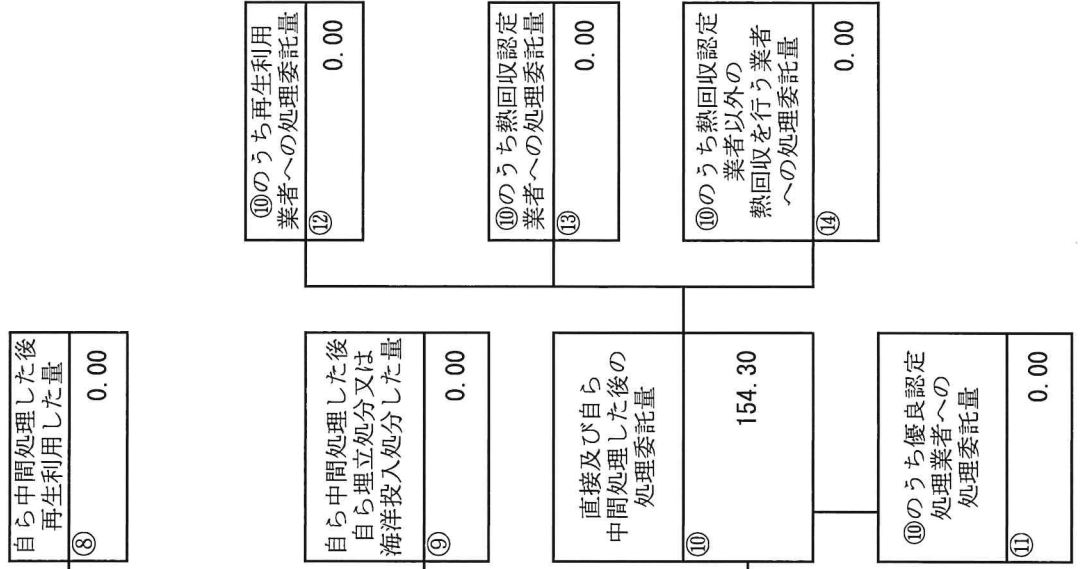 自ら中間処理した後
再生利用した量
⑧
0.00
自ら中間処理した後
自ら埋立処分又は
海洋投入処分した量
⑨
0.00
直接及び自ら
中間処理した後の
処理委託量
⑩
154.30
⑩のうち優良認定
処理業者への
処理委託量
⑪
0.00
⑩のうち再生利用
業者への処理委託量
⑫
0.00
⑩のうち熱回収認定
業者への処理委託量
⑬
0.00
⑩のうち熱回収認定
業者以外の
熱回収を行う業者
への処理委託量
⑭
0.00